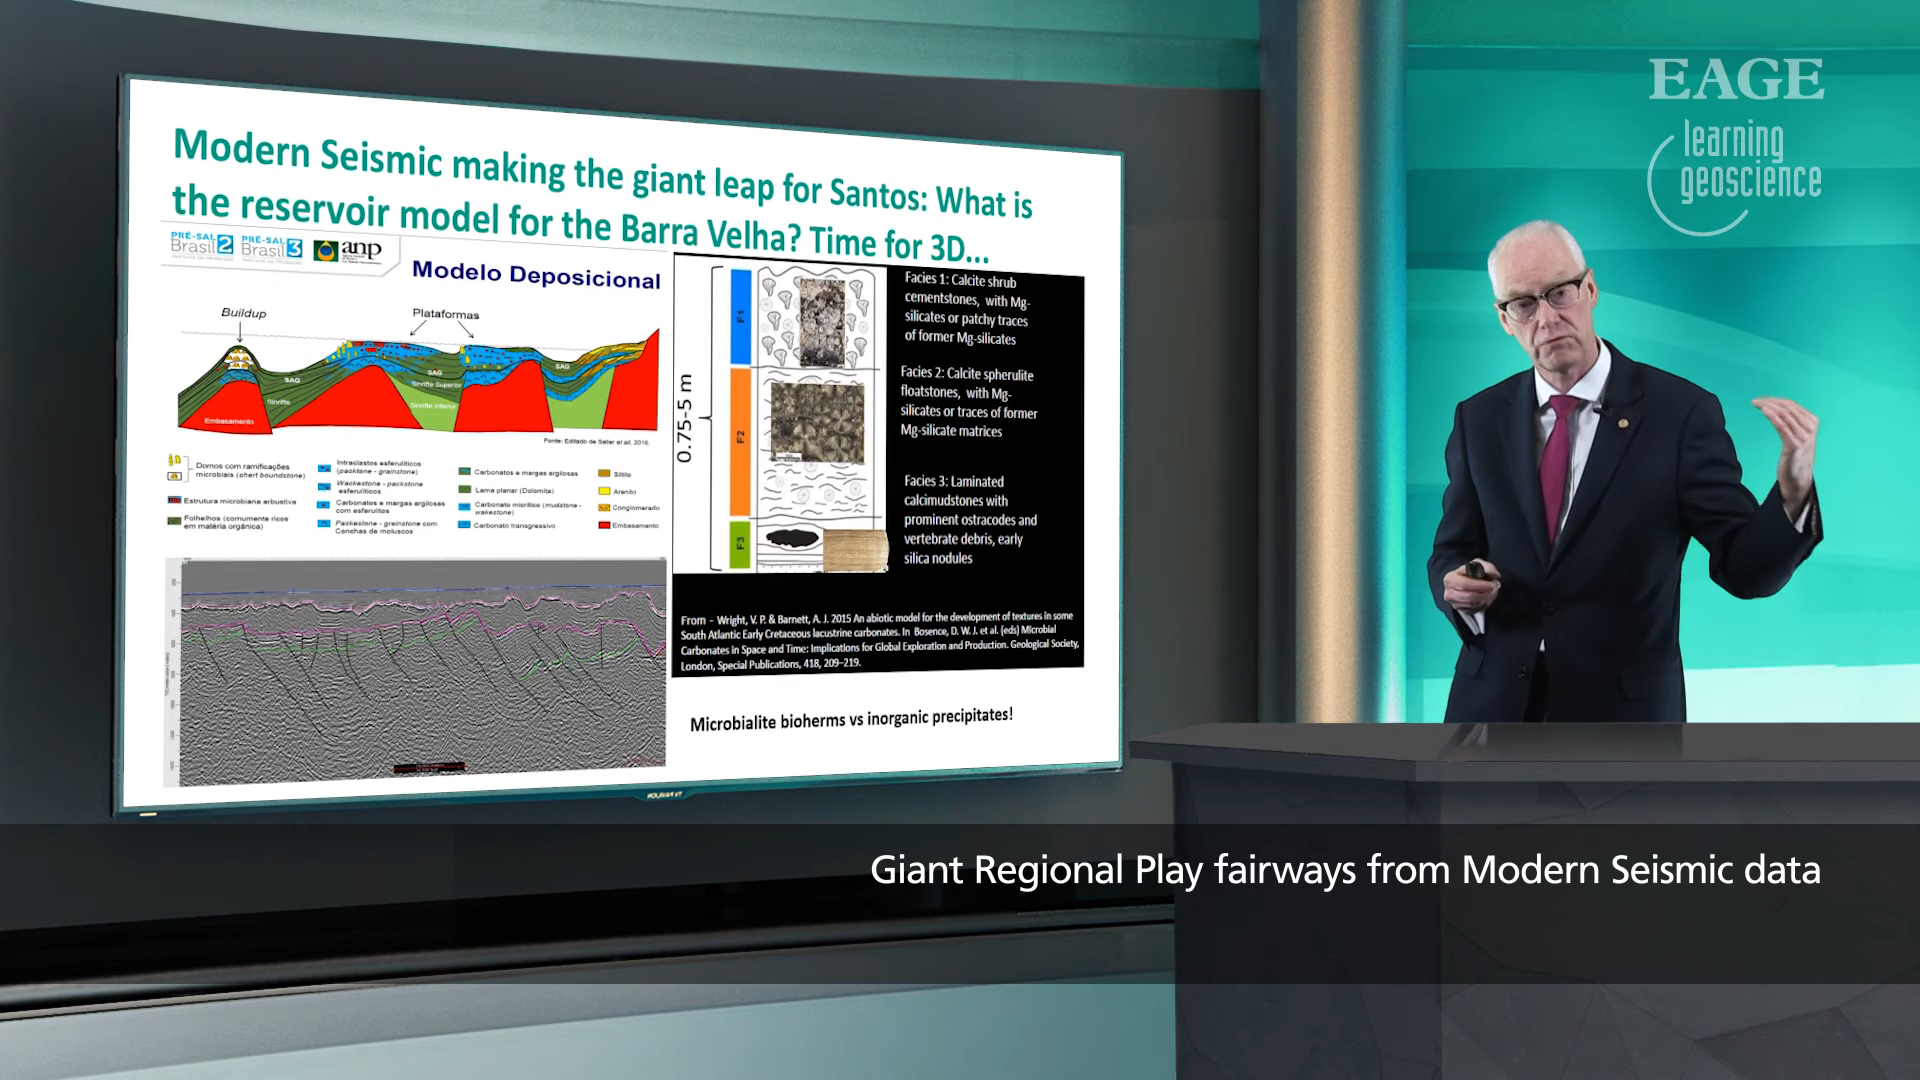 EAGE
learning
geoscience
Modern Seismic making the giant leap for Santos: What is
the reservoir model for the Barra Velha? Time for 3D...
PRÉ-SAL
Brasil 2
PRÉ-SAL
Brasil 3
anp
Modelo Deposicional
Buildup
Plataformas
SAG
SAG
SAG
Sinrifte
Sinrifte Superior
Sinrifte Inferior
Embasamento
Fonte: Editado de Saller et all, 2016.
Domos com ramificações
microbiais (chert boundstone)
Estrutura microbiana arbustiva
Folhelhos (comumente ricos
em matéria orgânica)
Intraclastos esferulíticos
(packtone - grainstone)
Wackestone - packstone
esferulíticos
Carbonatos e margas argilosas
com esferulitos
Packestone - grainstone com
Conchas de moluscos
Carbonatos e margas argilosas
Lama planar (Dolomita)
Carbonato micrítico (mudstone -
wakestone)
Carbonato transgressivo
Siltito
Arenito
Conglomerado
Embasamento
0.75-5 m
F1
F2
F3
Facies 1: Calcite shrub
cementstones, with Mg-
silicates or patchy traces
of former Mg-silicates
Facies 2: Calcite spherulite
floatstones, with Mg-
silicates or traces of former
Mg-silicate matrices
Facies 3: Laminated
calcimudstones with
prominent ostracodes and
vertebrate debris, early
silica nodules
From - Wright, V. P. & Barnett, A. J. 2015 An abiotic model for the development of textures in some
South Atlantic Early Cretaceous lacustrine carbonates. In Bosence, D. W. J. et al. (eds) Microbial
Carbonates in Space and Time: Implications for Global Exploration and Production. Geological Society,
London, Special Publications, 418, 209–219.
Microbialite bioherms vs inorganic precipitates!
Giant Regional Play fairways from Modern Seismic data